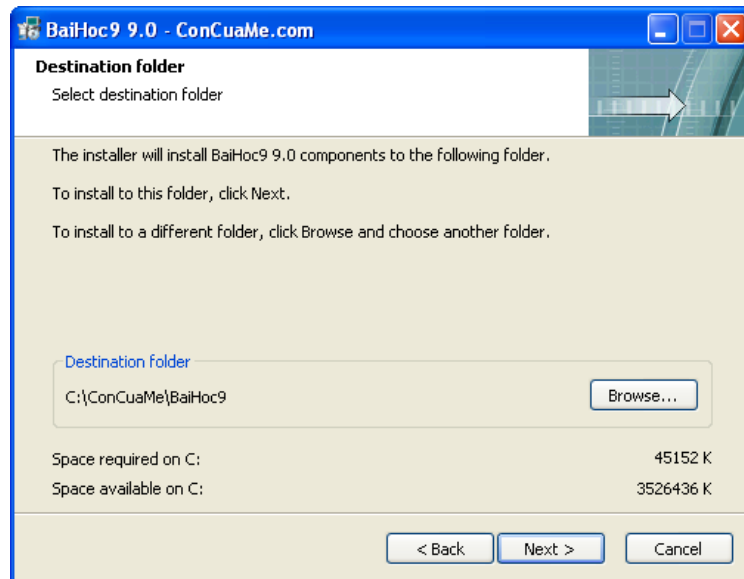 BaiHoc9 9.0 - ConCuaMe.com
Destination folder
Select destination folder
The installer will install BaiHoc9 9.0 components to the following folder.
To install to this folder, click Next.
To install to a different folder, click Browse and choose another folder.
Destination folder
C:\ConCuaMe\BaiHoc9
Browse...
Space required on C: 45152 K
Space available on C: 3526436 K
< Back Next > Cancel